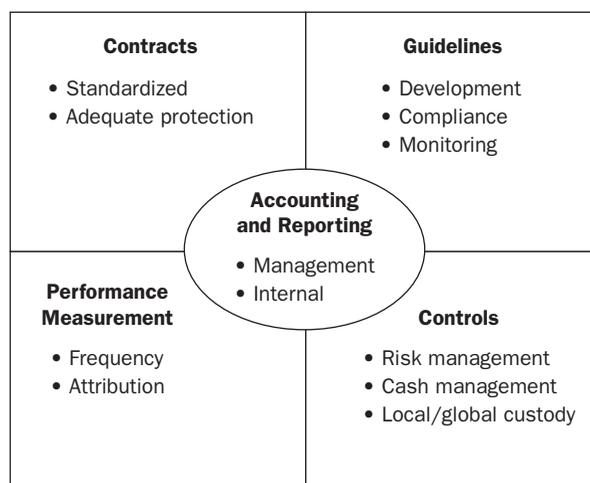 Contracts
• Standardized
• Adequate protection
Guidelines
• Development
• Compliance
• Monitoring
Accounting
and Reporting
• Management
• Internal
Performance
Measurement
• Frequency
• Attribution
Controls
• Risk management
• Cash management
• Local/global custody